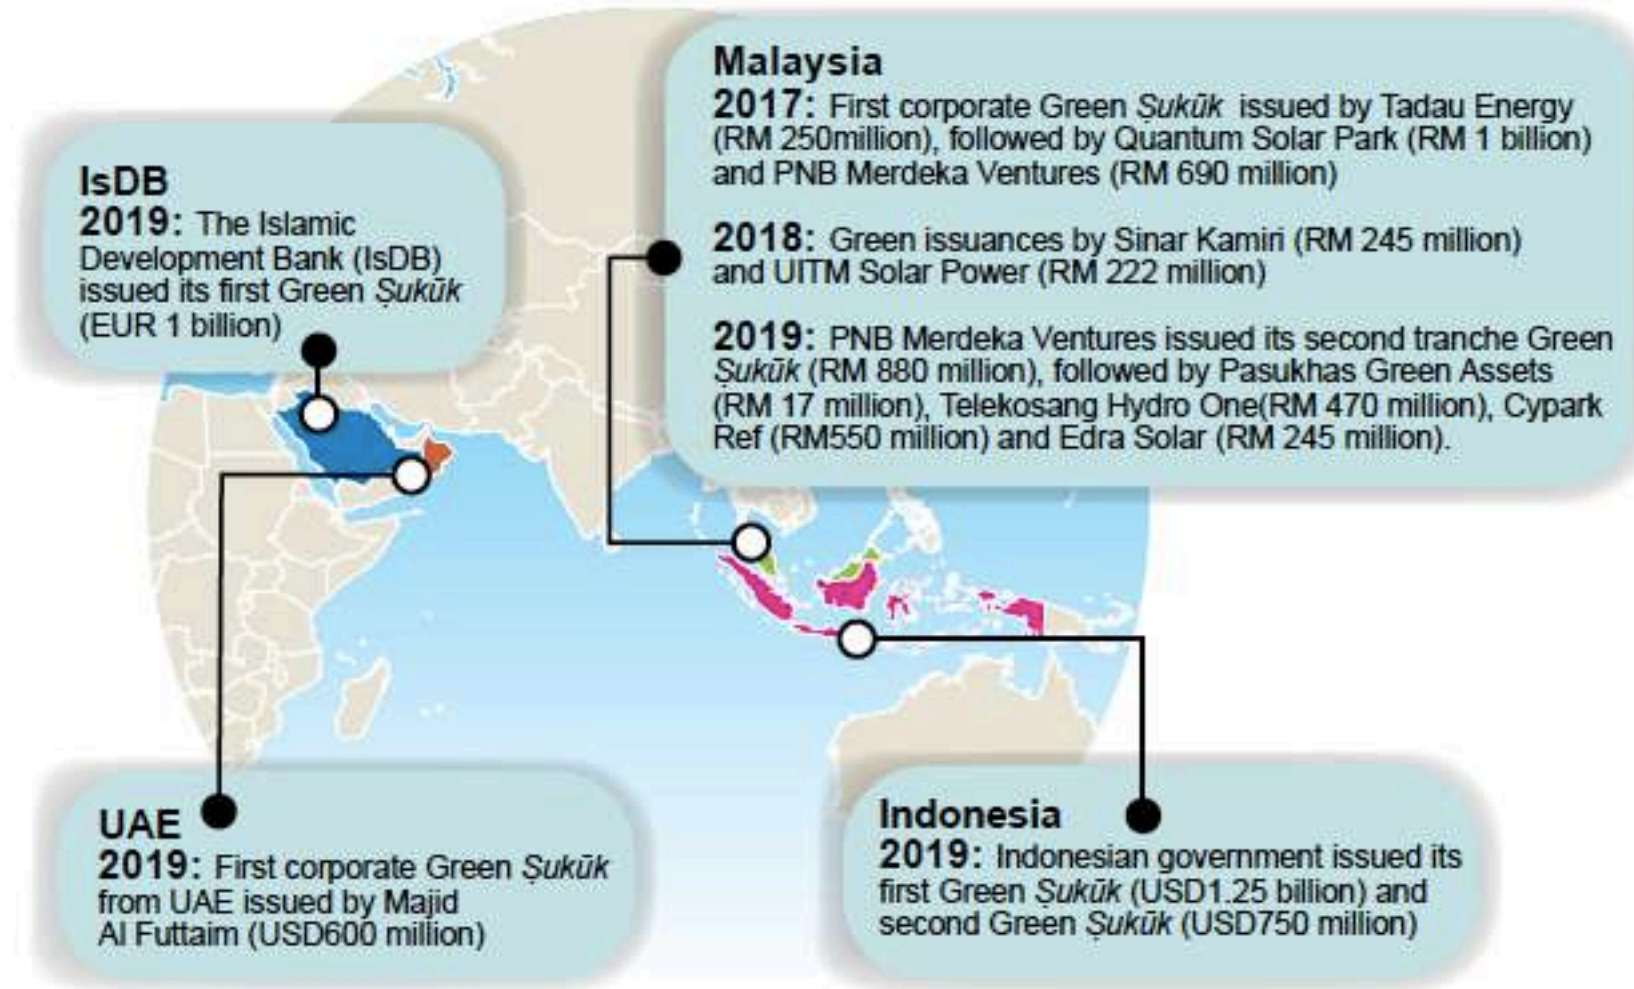 IsDB
2019: The Islamic
Development Bank (IsDB)
issued its first Green Ṣukūk
(EUR 1 billion)
Malaysia
2017: First corporate Green Ṣukūk issued by Tadau Energy
(RM 250million), followed by Quantum Solar Park (RM 1 billion)
and PNB Merdeka Ventures (RM 690 million)
2018: Green issuances by Sinar Kamiri (RM 245 million)
and UITM Solar Power (RM 222 million)
2019: PNB Merdeka Ventures issued its second tranche Green
Ṣukūk (RM 880 million), followed by Pasukhas Green Assets
(RM 17 million), Telekosang Hydro One(RM 470 million), Cypark
Ref (RM550 million) and Edra Solar (RM 245 million).
UAE
2019: First corporate Green Ṣukūk
from UAE issued by Majid
Al Futtaim (USD600 million)
Indonesia
2019: Indonesian government issued its
first Green Ṣukūk (USD1.25 billion) and
second Green Ṣukūk (USD750 million)